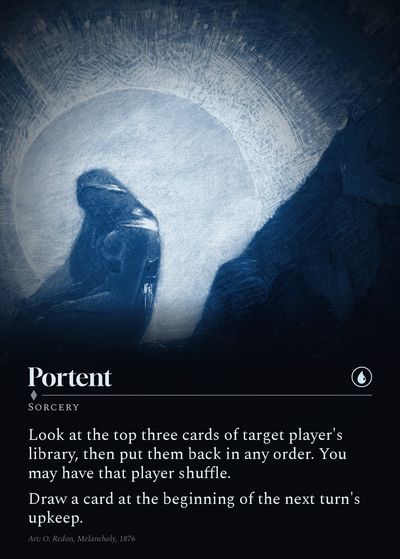 Portent
SORCERY
Look at the top three cards of target player's
library, then put them back in any order. You
may have that player shuffle.
Draw a card at the beginning of the next turn's
upkeep.
Art: O. Redon, Melancholy, 1876